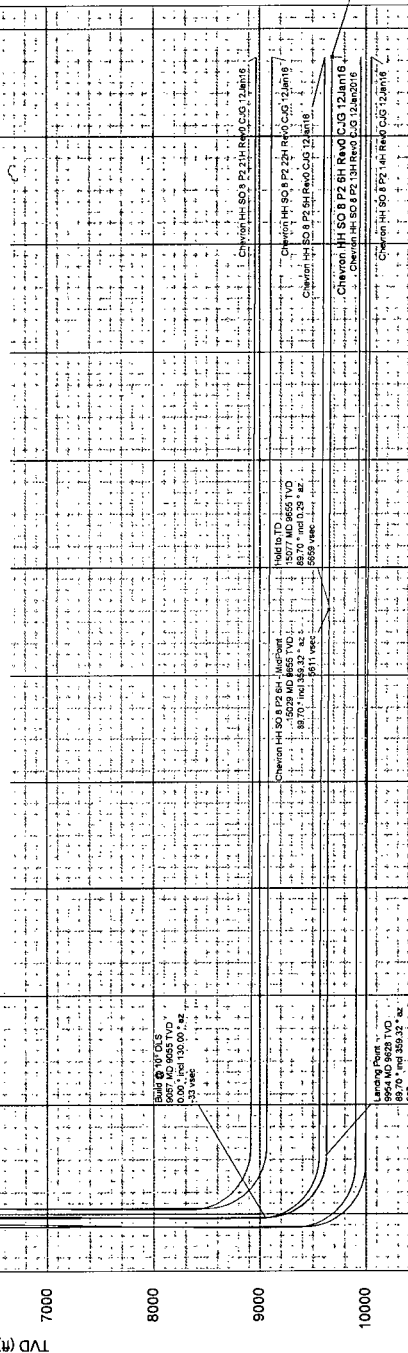 TVD (ft)
7000
8000
9000
10000
Build @ 10° DLS
9057 MD 9055 TVD
0.00° incl 130.00° az
-33 vsec
Landing Point
9954 MD 9628 TVD
89.70° incl 359.32° az
Chevron HH SO 8 P2 6H - MidPoint
15029 MD 9655 TVD
89.70° incl 359.32° az
5611 vsec
Hold to TD
15077 MD 9655 TVD
89.70° incl 0.29° az
5659 vsec
Chevron HH SO 8 P2 21H Rev0 CJG 12Jan16
Chevron HH SO 8 P2 22H Rev0 CJG 12Jan16
Chevron HH SO 8 P2 5H Rev0 CJG 12Jan16
Chevron HH SO 8 P2 6H Rev0 CJG 12Jan16
Chevron HH SO 8 P2 13H Rev0 CJG 12Jan2016
Chevron HH SO 8 P2 14H Rev0 CJG 12Jan16